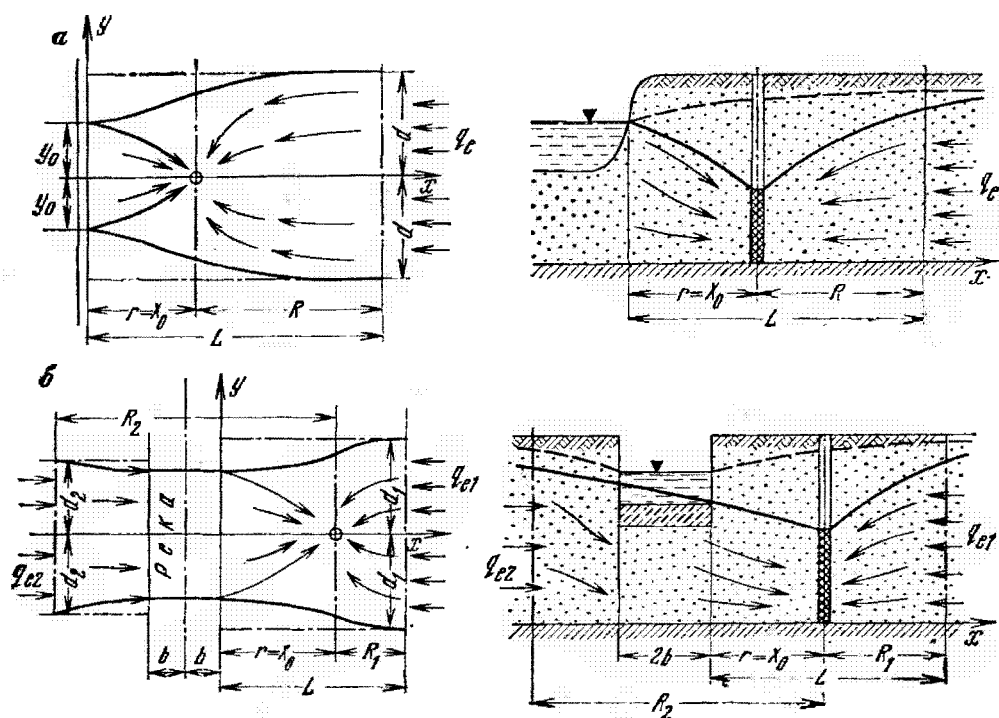 а
y
y₀
y₀
d
d
qₑ
x
r=x₀
R
L
qₑ
x
r=x₀
R
L
б
y
R₂
d₂
d₂
qₑ₂
река
d₁
d₁
qₑ₁
x
b
b
r=x₀
R₁
L
qₑ₂
qₑ₁
x
2b
r=x₀
R₁
L
R₂